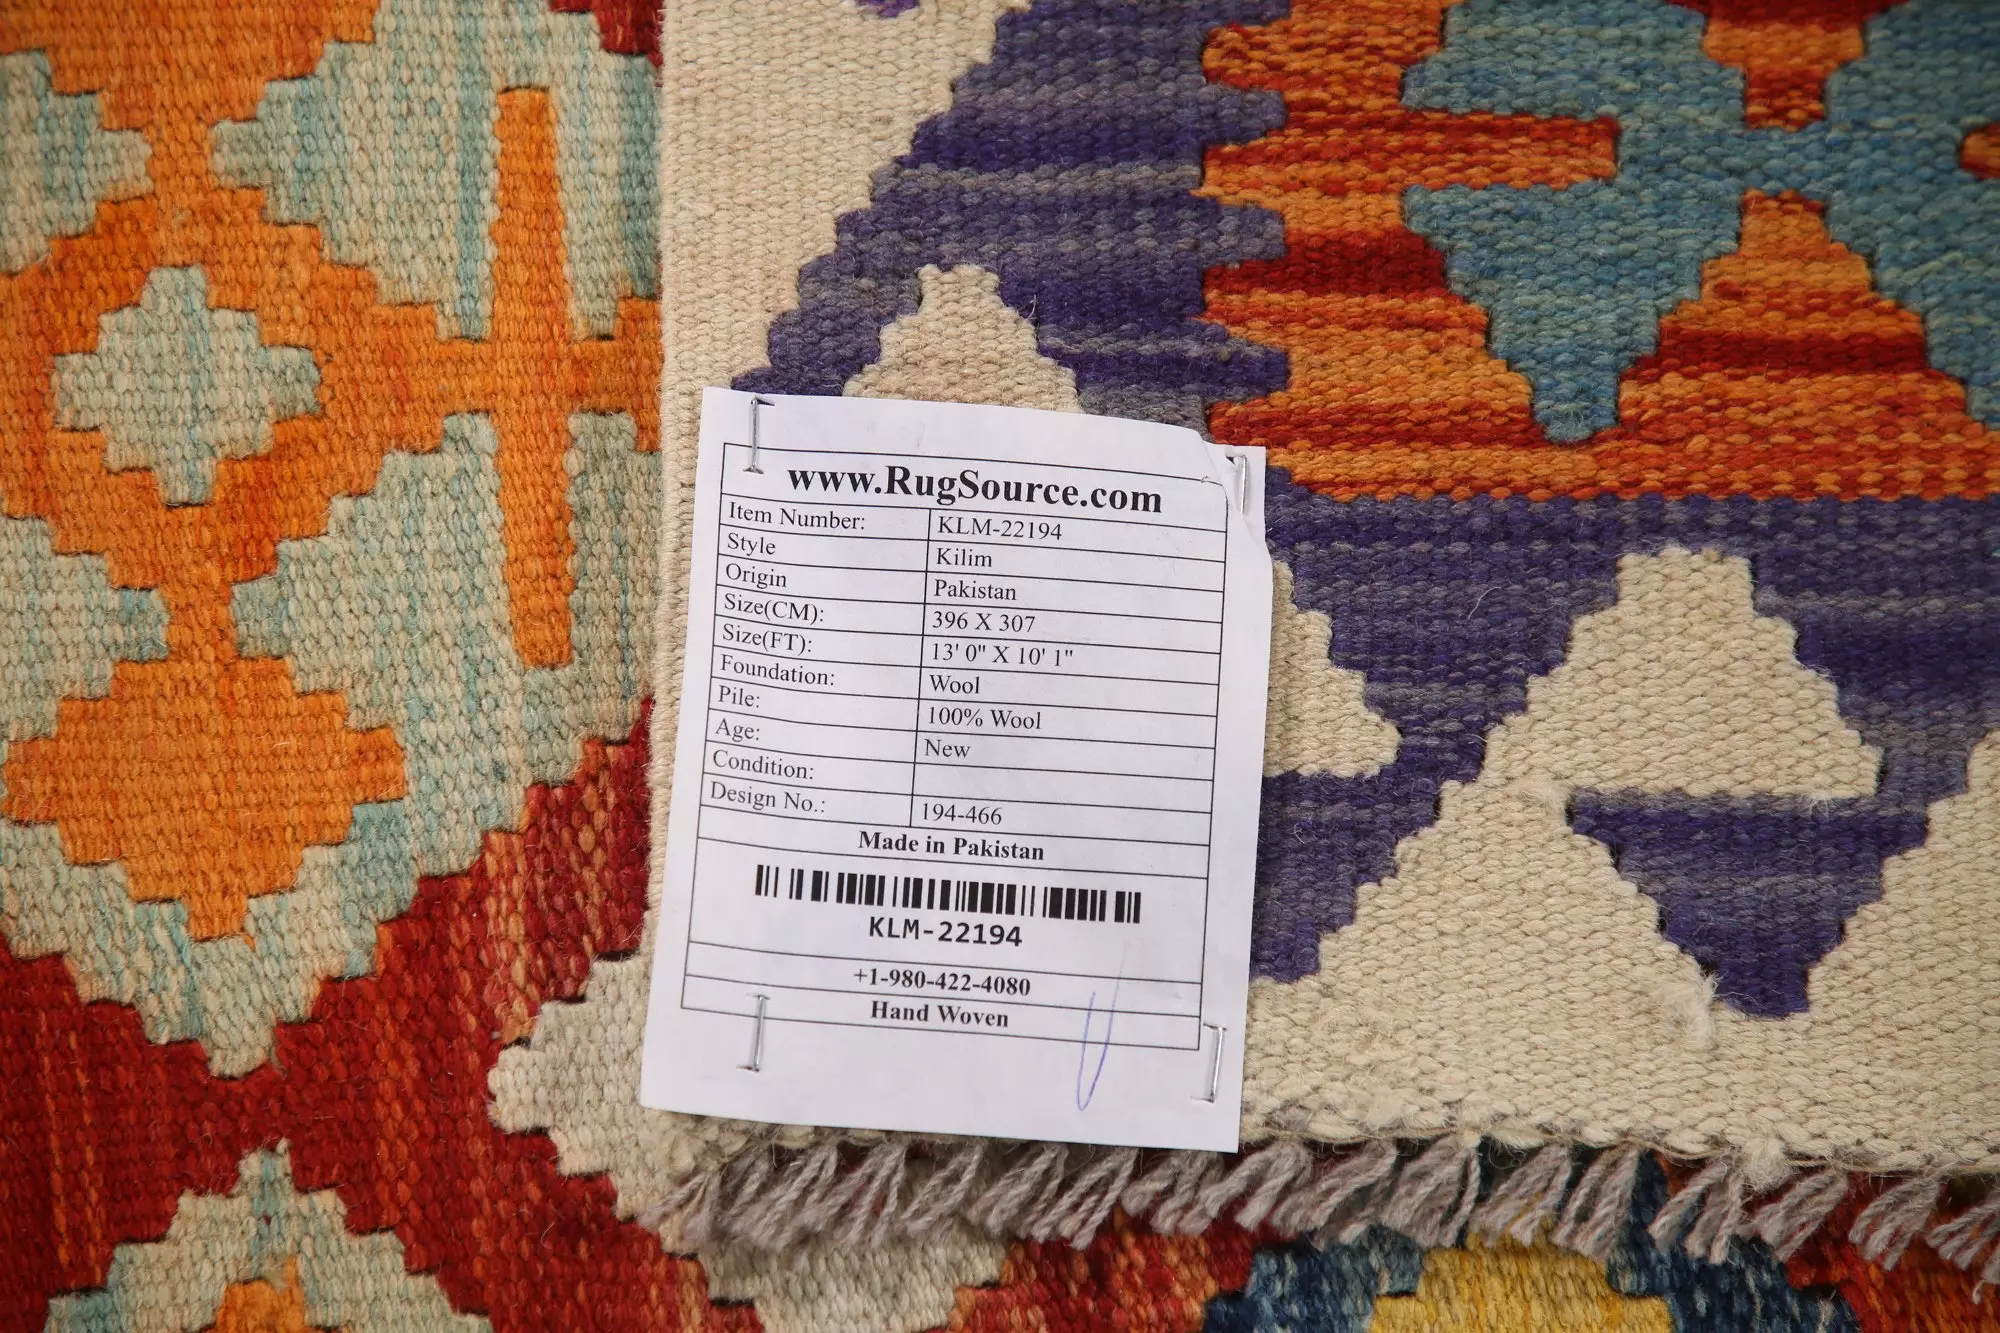 www.RugSource.com
Item Number: KLM-22194
Style Kilim
Origin Pakistan
Size(CM): 396 X 307
Size(FT): 13' 0" X 10' 1"
Foundation: Wool
Pile: 100% Wool
Age: New
Condition:
Design No.: 194-466
Made in Pakistan
KLM-22194
+1-980-422-4080
Hand Woven